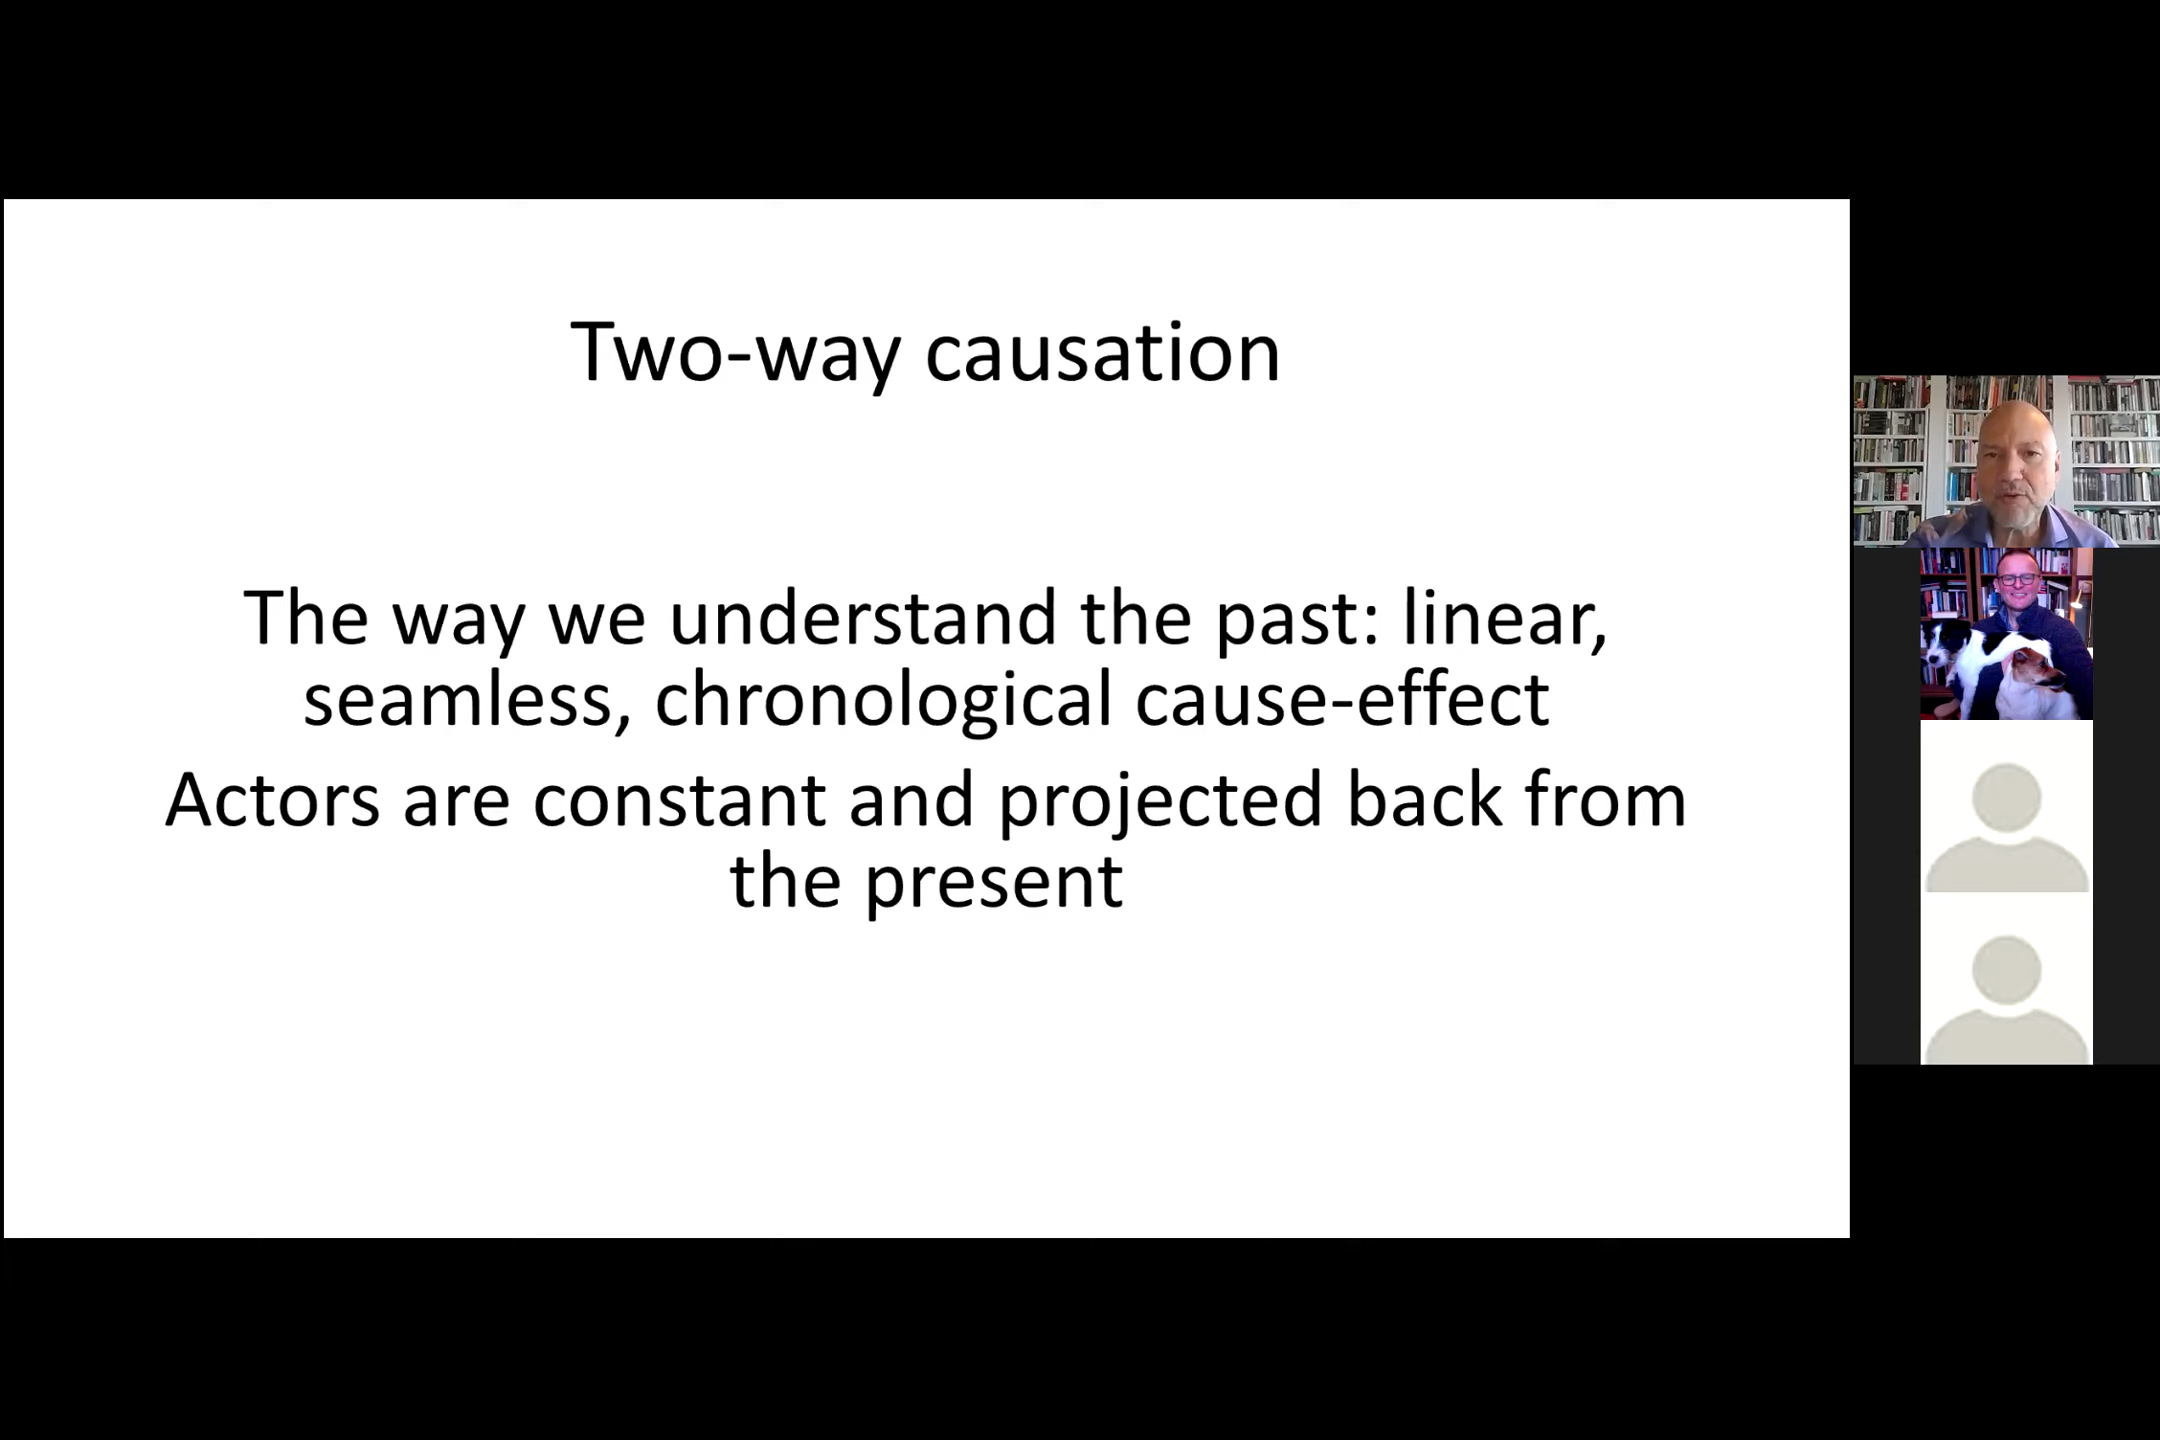 Two-way causation
The way we understand the past: linear,
seamless, chronological cause-effect
Actors are constant and projected back from
the present